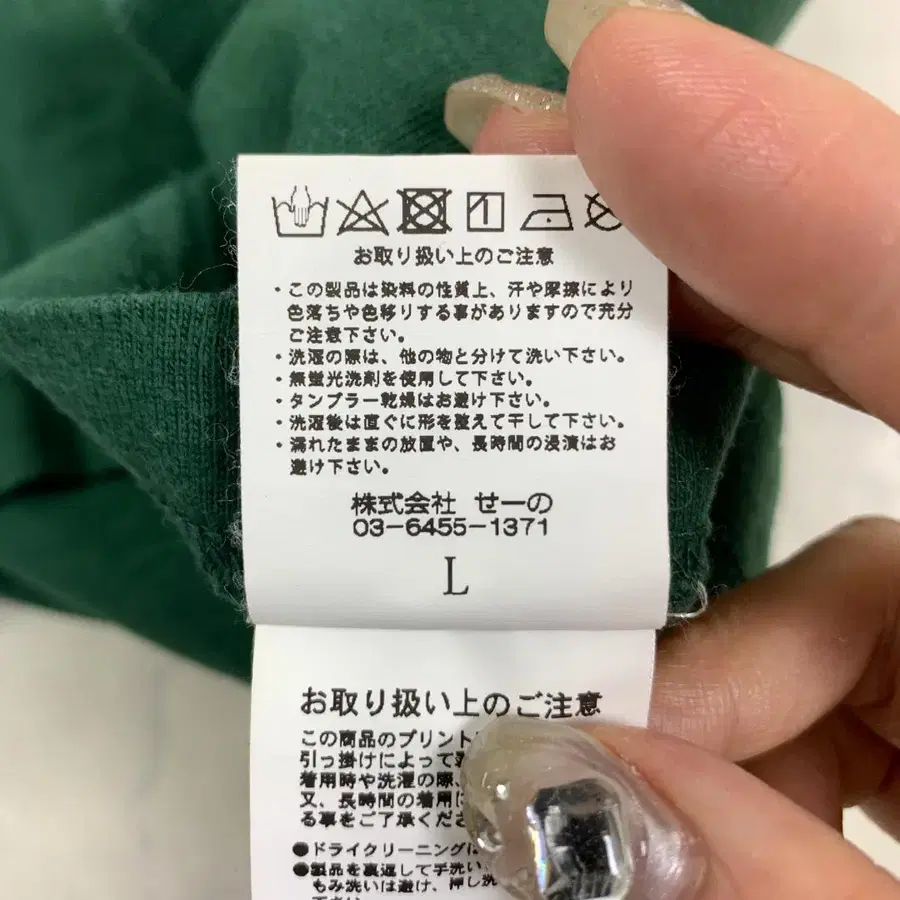 お取り扱い上のご注意
・この製品は染料の性質上、汗や摩擦により
色落ちや色移りする事がありますので充分
ご注意下さい。
・洗濯の際は、他の物と分けて洗い下さい。
・無蛍光洗剤を使用して下さい。
・タンブラー乾燥はお避け下さい。
・洗濯後は直ぐに形を整えて干して下さい。
・濡れたままの放置や、長時間の浸漬はお
避け下さい。
株式会社 せーの
03-6455-1371
L
お取り扱い上のご注意
この商品のプリント
引っ掛けによって
着用時や洗濯の際、
又、長時間の着用
る事をご了承くださ
●ドライクリーニング
●製品を裏返して手洗い
もみ洗いは避け、押し洗
下さい